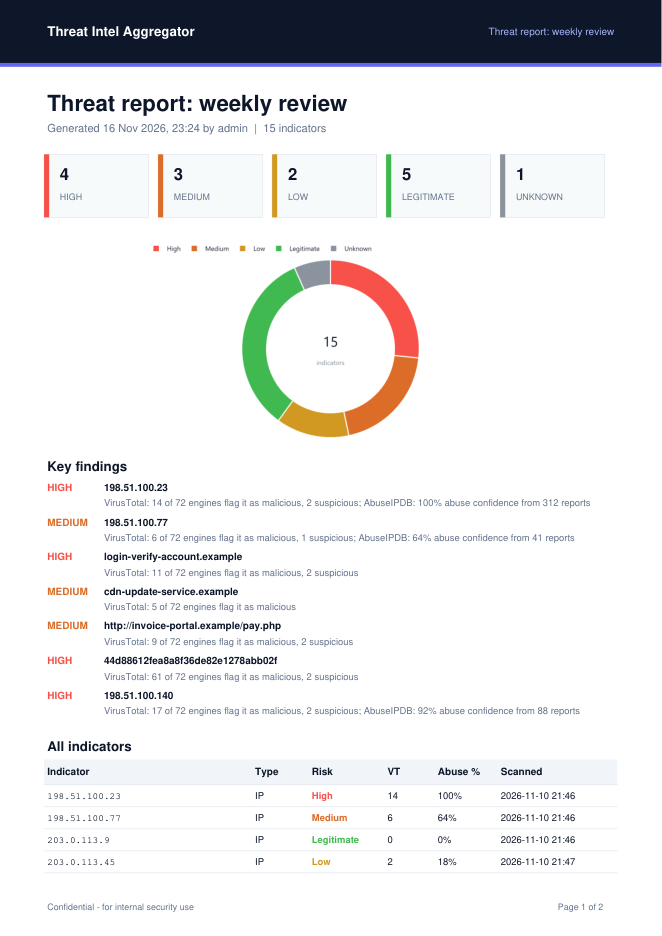 Threat Intel Aggregator
Threat report: weekly review
Threat report: weekly review
Generated 16 Nov 2026, 23:24 by admin | 15 indicators
4 3 2 5 1
HIGH MEDIUM LOW LEGITIMATE UNKNOWN
High Medium Low Legitimate Unknown
15
indicators
Key findings
HIGH 198.51.100.23
VirusTotal: 14 of 72 engines flag it as malicious, 2 suspicious; AbuseIPDB: 100% abuse confidence from 312 reports
MEDIUM 198.51.100.77
VirusTotal: 6 of 72 engines flag it as malicious, 1 suspicious; AbuseIPDB: 64% abuse confidence from 41 reports
HIGH login-verify-account.example
VirusTotal: 11 of 72 engines flag it as malicious, 2 suspicious
MEDIUM cdn-update-service.example
VirusTotal: 5 of 72 engines flag it as malicious
MEDIUM http://invoice-portal.example/pay.php
VirusTotal: 9 of 72 engines flag it as malicious, 2 suspicious
HIGH 44d88612fea8a8f36de82e1278abb02f
VirusTotal: 61 of 72 engines flag it as malicious, 2 suspicious
HIGH 198.51.100.140
VirusTotal: 17 of 72 engines flag it as malicious, 2 suspicious; AbuseIPDB: 92% abuse confidence from 88 reports
All indicators
Indicator Type Risk VT Abuse % Scanned
198.51.100.23 IP High 14 100% 2026-11-10 21:46
198.51.100.77 IP Medium 6 64% 2026-11-10 21:46
203.0.113.9 IP Legitimate 0 0% 2026-11-10 21:46
203.0.113.45 IP Low 2 18% 2026-11-10 21:47
Confidential - for internal security use
Page 1 of 2